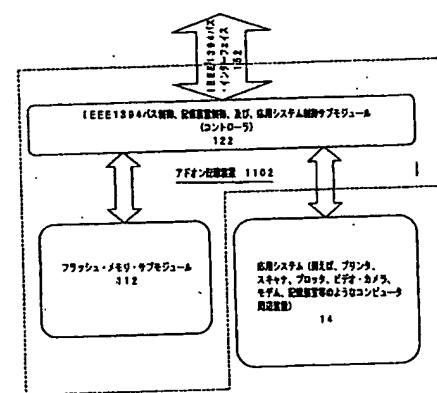 IEEE1394バス
インターフェイス
152
IEEE1394バス制御、記憶装置制御、及び、応用システム制御サブモジュール
(コントローラ)
122
アドオン記憶装置 1102
フラッシュ・メモリ・サブモジュール
312
応用システム (例えば、プリンタ、
スキャナ、プロッタ、ビデオ・カメラ、
モデム、記憶装置等のようなコンピュータ
周辺装置)
14